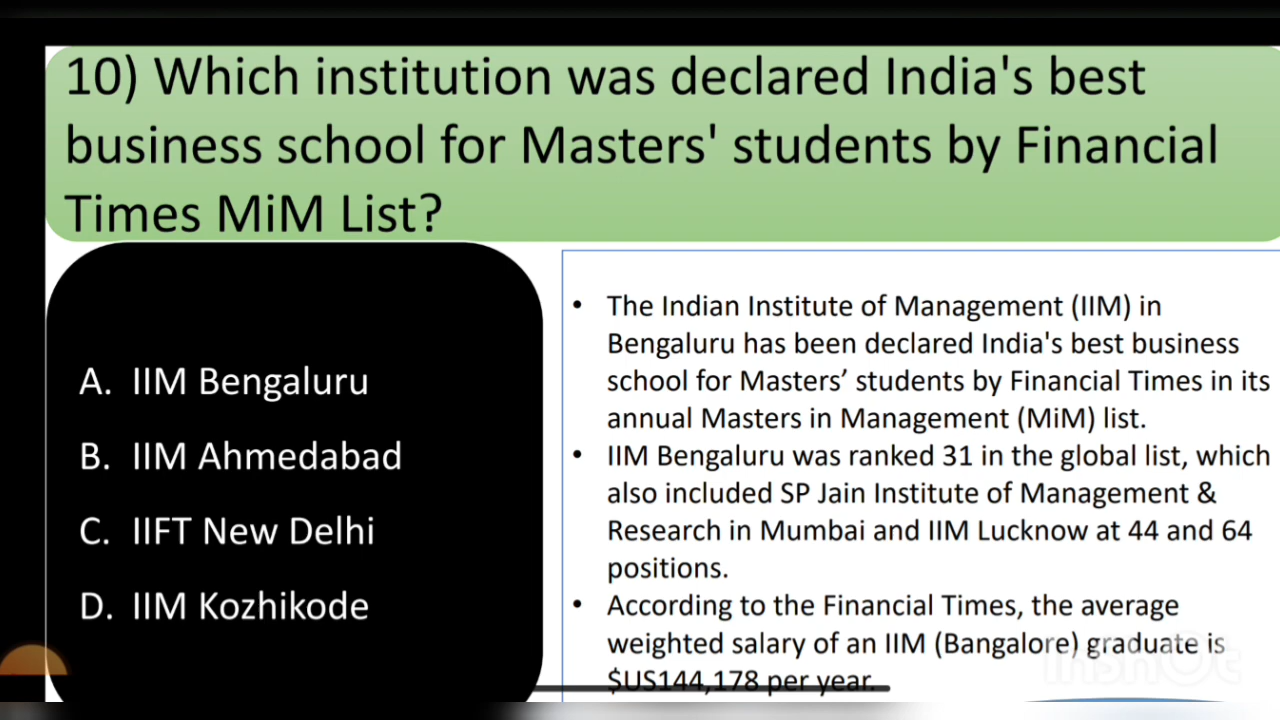 10) Which institution was declared India's best
business school for Masters' students by Financial
Times MiM List?
A. IIM Bengaluru
B. IIM Ahmedabad
C. IIFT New Delhi
D. IIM Kozhikode
• The Indian Institute of Management (IIM) in
Bengaluru has been declared India's best business
school for Masters’ students by Financial Times in its
annual Masters in Management (MiM) list.
• IIM Bengaluru was ranked 31 in the global list, which
also included SP Jain Institute of Management &
Research in Mumbai and IIM Lucknow at 44 and 64
positions.
• According to the Financial Times, the average
weighted salary of an IIM (Bangalore) graduate is
$US144,178 per year.
InShOt